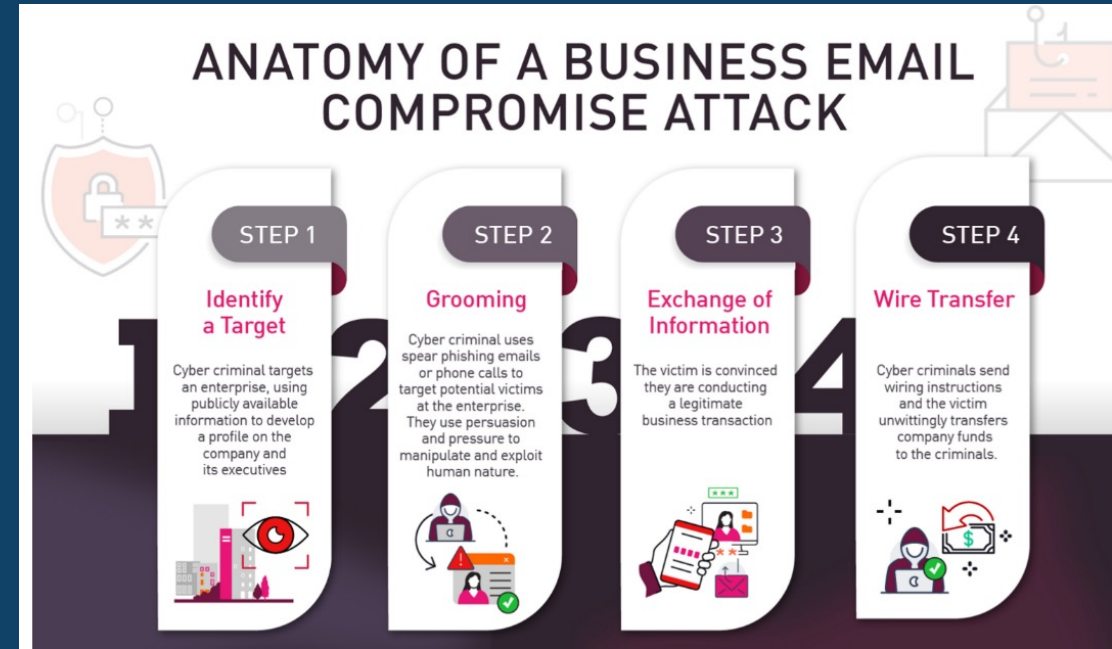 ANATOMY OF A BUSINESS EMAIL
COMPROMISE ATTACK
STEP 1
Identify
a Target
Cyber criminal targets
an enterprise, using
publicly available
information to develop
a profile on the
company and
its executives
STEP 2
Grooming
Cyber criminal uses
spear phishing emails
or phone calls to
target potential victims
at the enterprise.
They use persuasion
and pressure to
manipulate and exploit
human nature.
STEP 3
Exchange of
Information
The victim is convinced
they are conducting
a legitimate
business transaction
STEP 4
Wire Transfer
Cyber criminals send
wiring instructions
and the victim
unwittingly transfers
company funds
to the criminals.
1 2 3 4